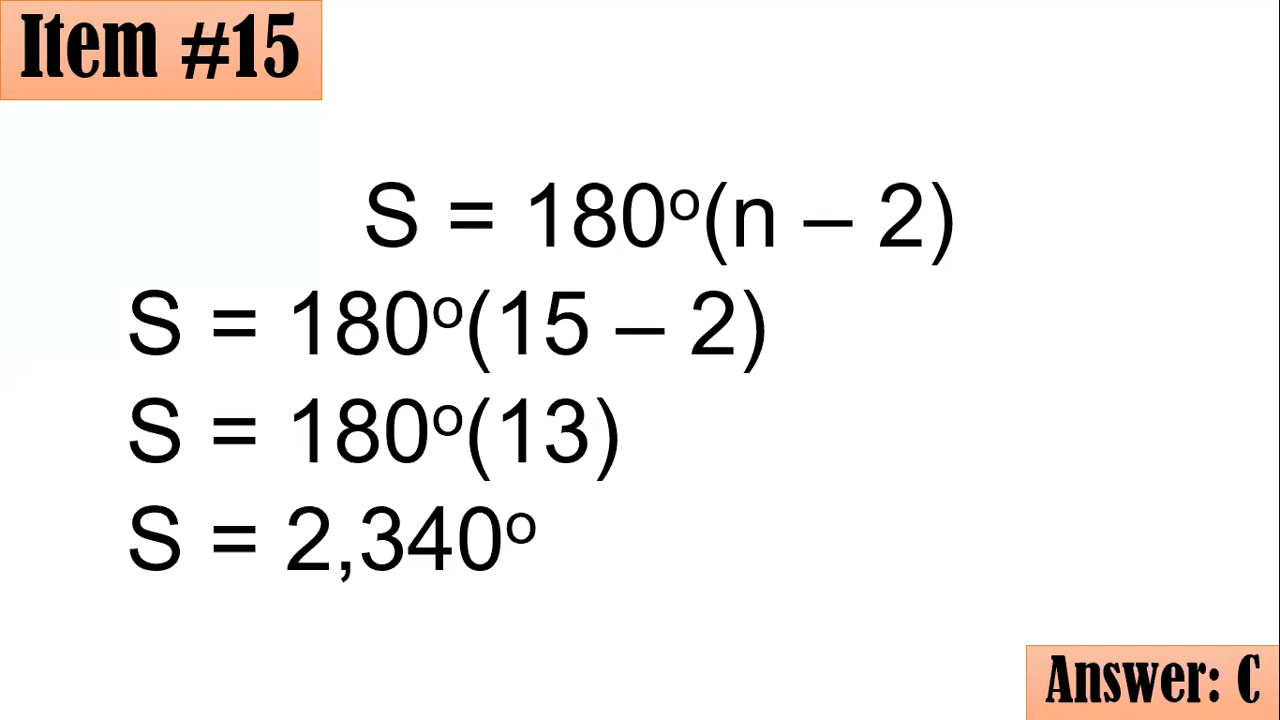 Item #15
S = 180º(n – 2)
S = 180º(15 – 2)
S = 180º(13)
S = 2,340º
Answer: C